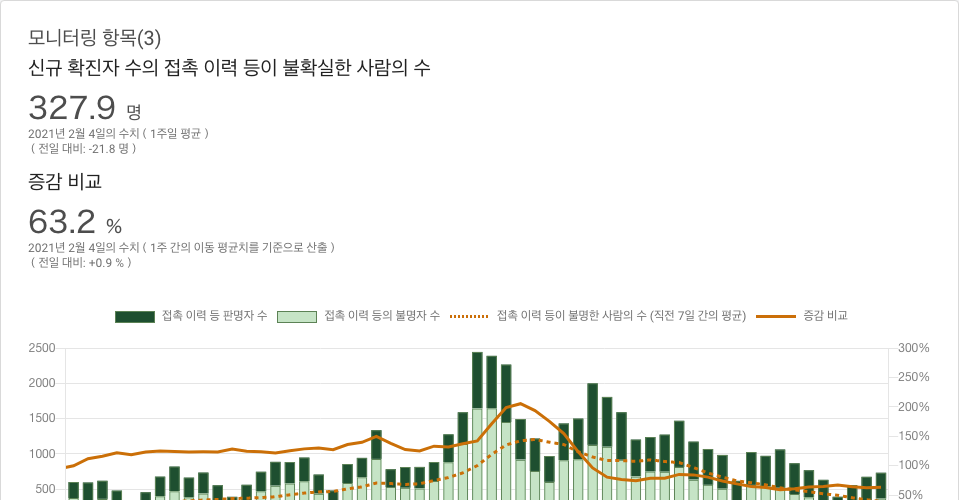 모니터링 항목(3)
신규 확진자 수의 접촉 이력 등이 불확실한 사람의 수
327.9 명
2021년 2월 4일의 수치 ( 1주일 평균 )
( 전일 대비: -21.8 명 )
증감 비교
63.2 %
2021년 2월 4일의 수치 ( 1주 간의 이동 평균치를 기준으로 산출 )
( 전일 대비: +0.9 % )
접촉 이력 등 판명자 수 접촉 이력 등의 불명자 수 접촉 이력 등이 불명한 사람의 수 (직전 7일 간의 평균) 증감 비교
2500 300%
250%
2000
200%
1500
150%
1000
100%
500
50%